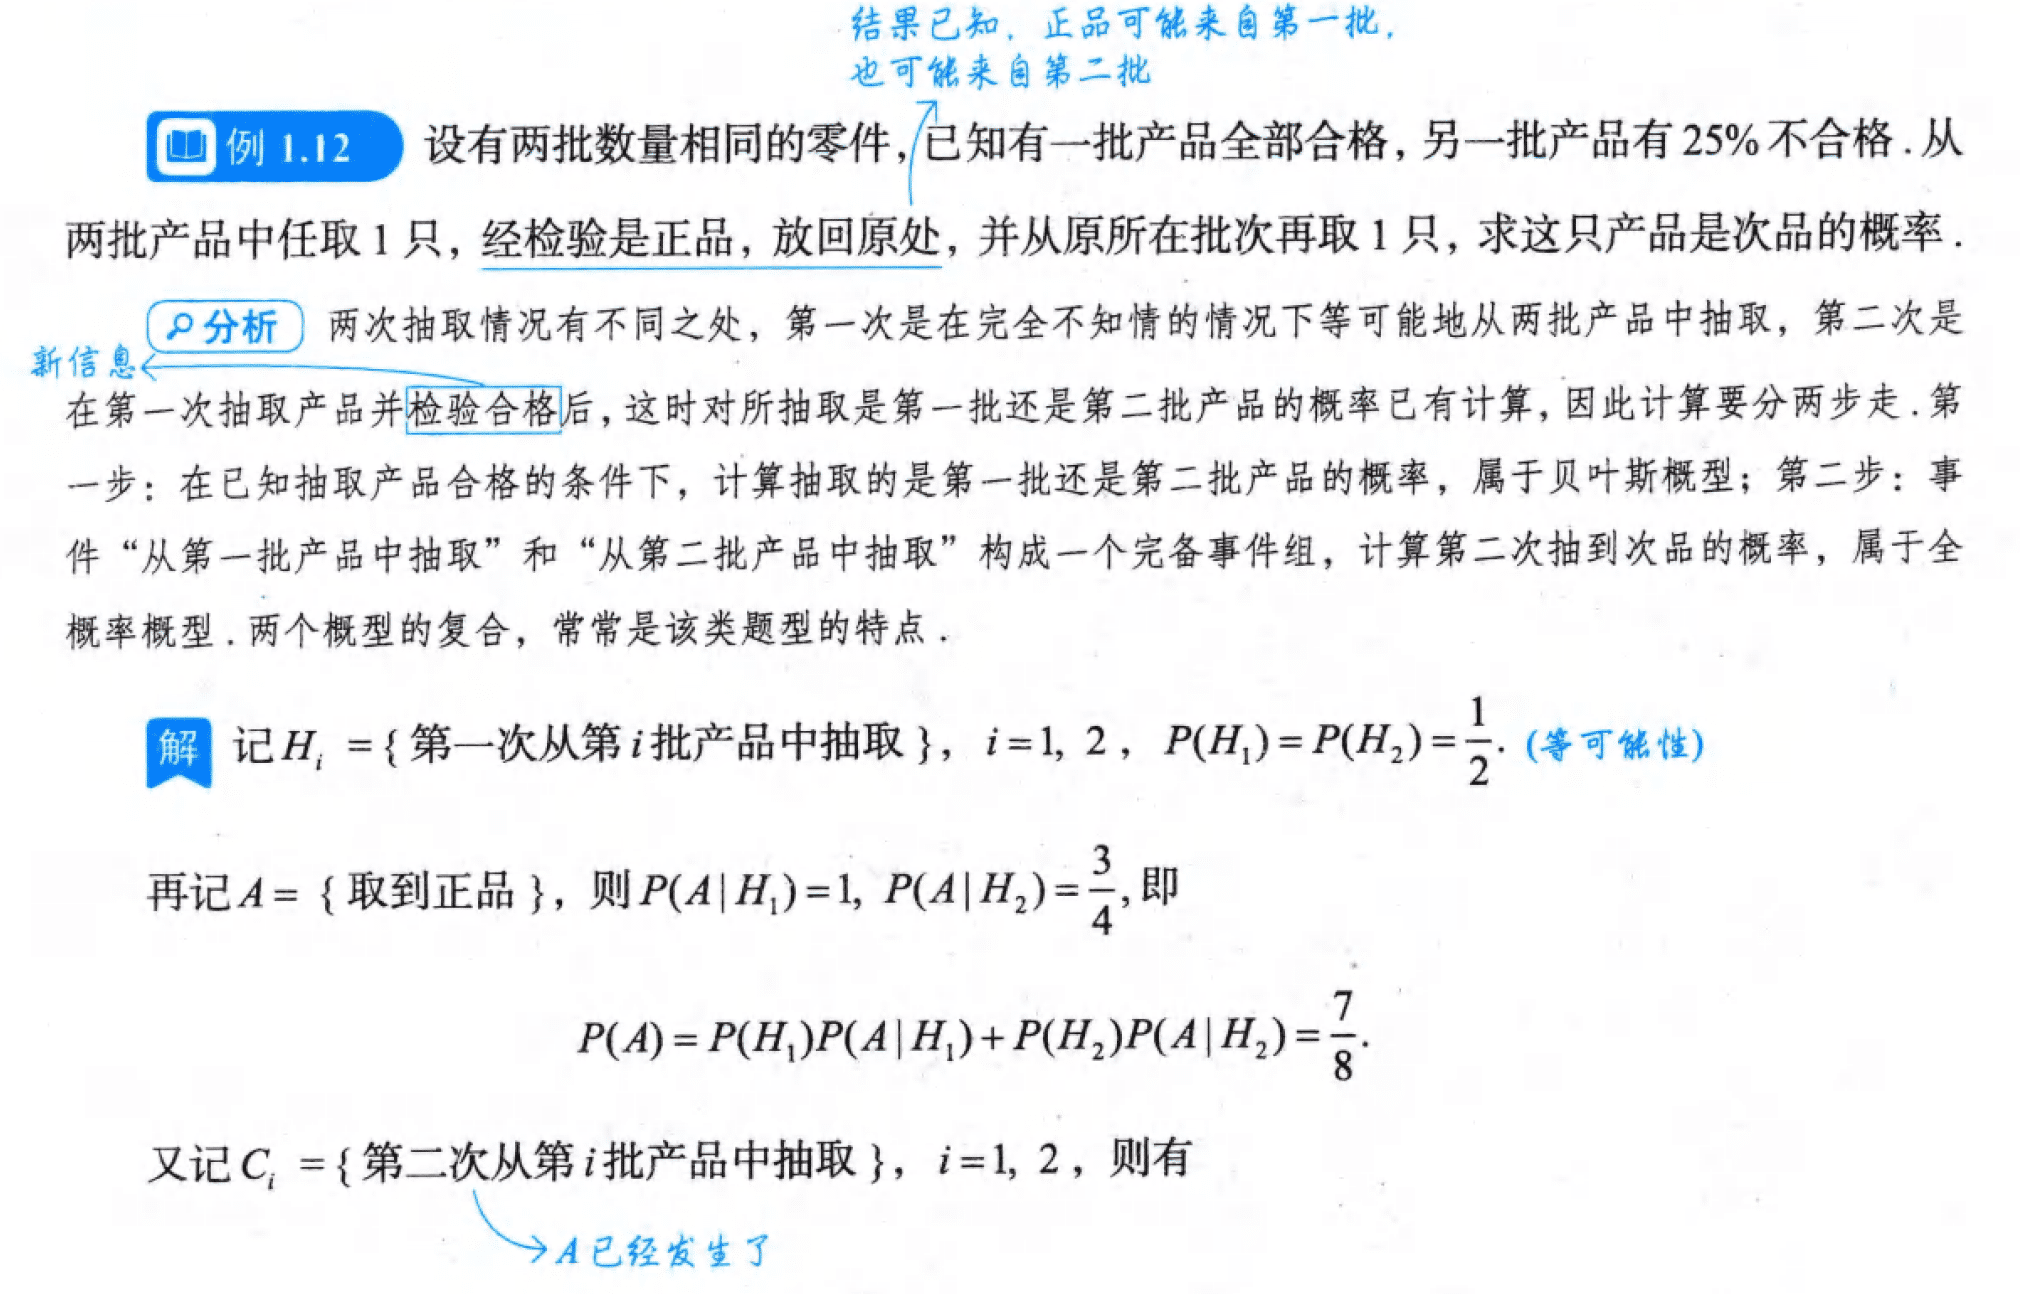 结果已知，正品可能来自第一批，
也可能来自第二批
例 1.12 设有两批数量相同的零件，已知有一批产品全部合格，另一批产品有 25% 不合格．从
两批产品中任取 1 只，经检验是正品，放回原处，并从原所在批次再取 1 只，求这只产品是次品的概率．
分析 两次抽取情况有不同之处，第一次是在完全不知情的情况下等可能地从两批产品中抽取，第二次是
新信息
在第一次抽取产品并检验合格后，这时对所抽取是第一批还是第二批产品的概率已有计算，因此计算要分两步走．第
一步：在已知抽取产品合格的条件下，计算抽取的是第一批还是第二批产品的概率，属于贝叶斯概型；第二步：事
件“从第一批产品中抽取”和“从第二批产品中抽取”构成一个完备事件组，计算第二次抽到次品的概率，属于全
概率概型．两个概型的复合，常常是该类题型的特点．
解 记 H_i = {第一次从第 i 批产品中抽取}，i = 1, 2，P(H_1) = P(H_2) = 1/2. (等可能性)
再记 A = {取到正品}，则 P(A|H_1) = 1, P(A|H_2) = 3/4, 即
P(A) = P(H_1)P(A|H_1) + P(H_2)P(A|H_2) = 7/8.
又记 C_i = {第二次从第 i 批产品中抽取}，i = 1, 2，则有
A 已经发生了